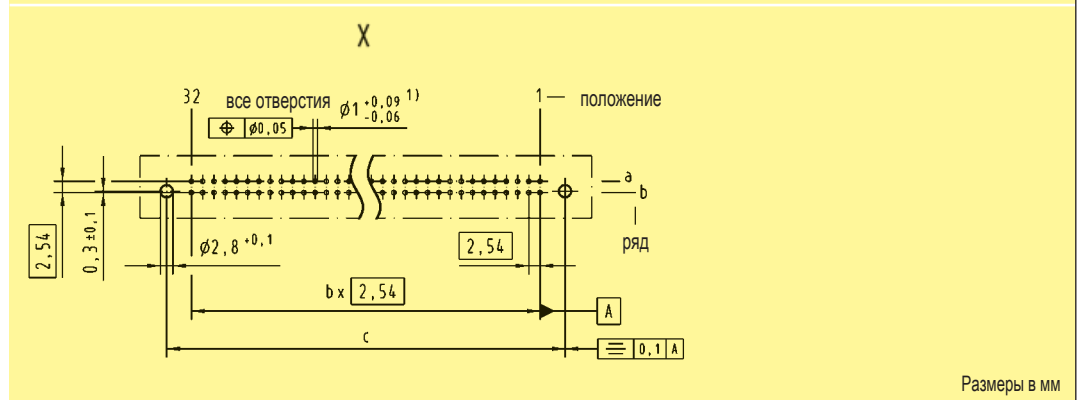 X
32 все отверстия Ø1 +0,09 -0,06 1) 1 — положение
⌖ Ø0,05
a
b
ряд
2,54
0,3 ±0,1
Ø2,8 +0,1
2,54
b x 2,54
A
c
⌯ 0,1 A
Размеры в мм